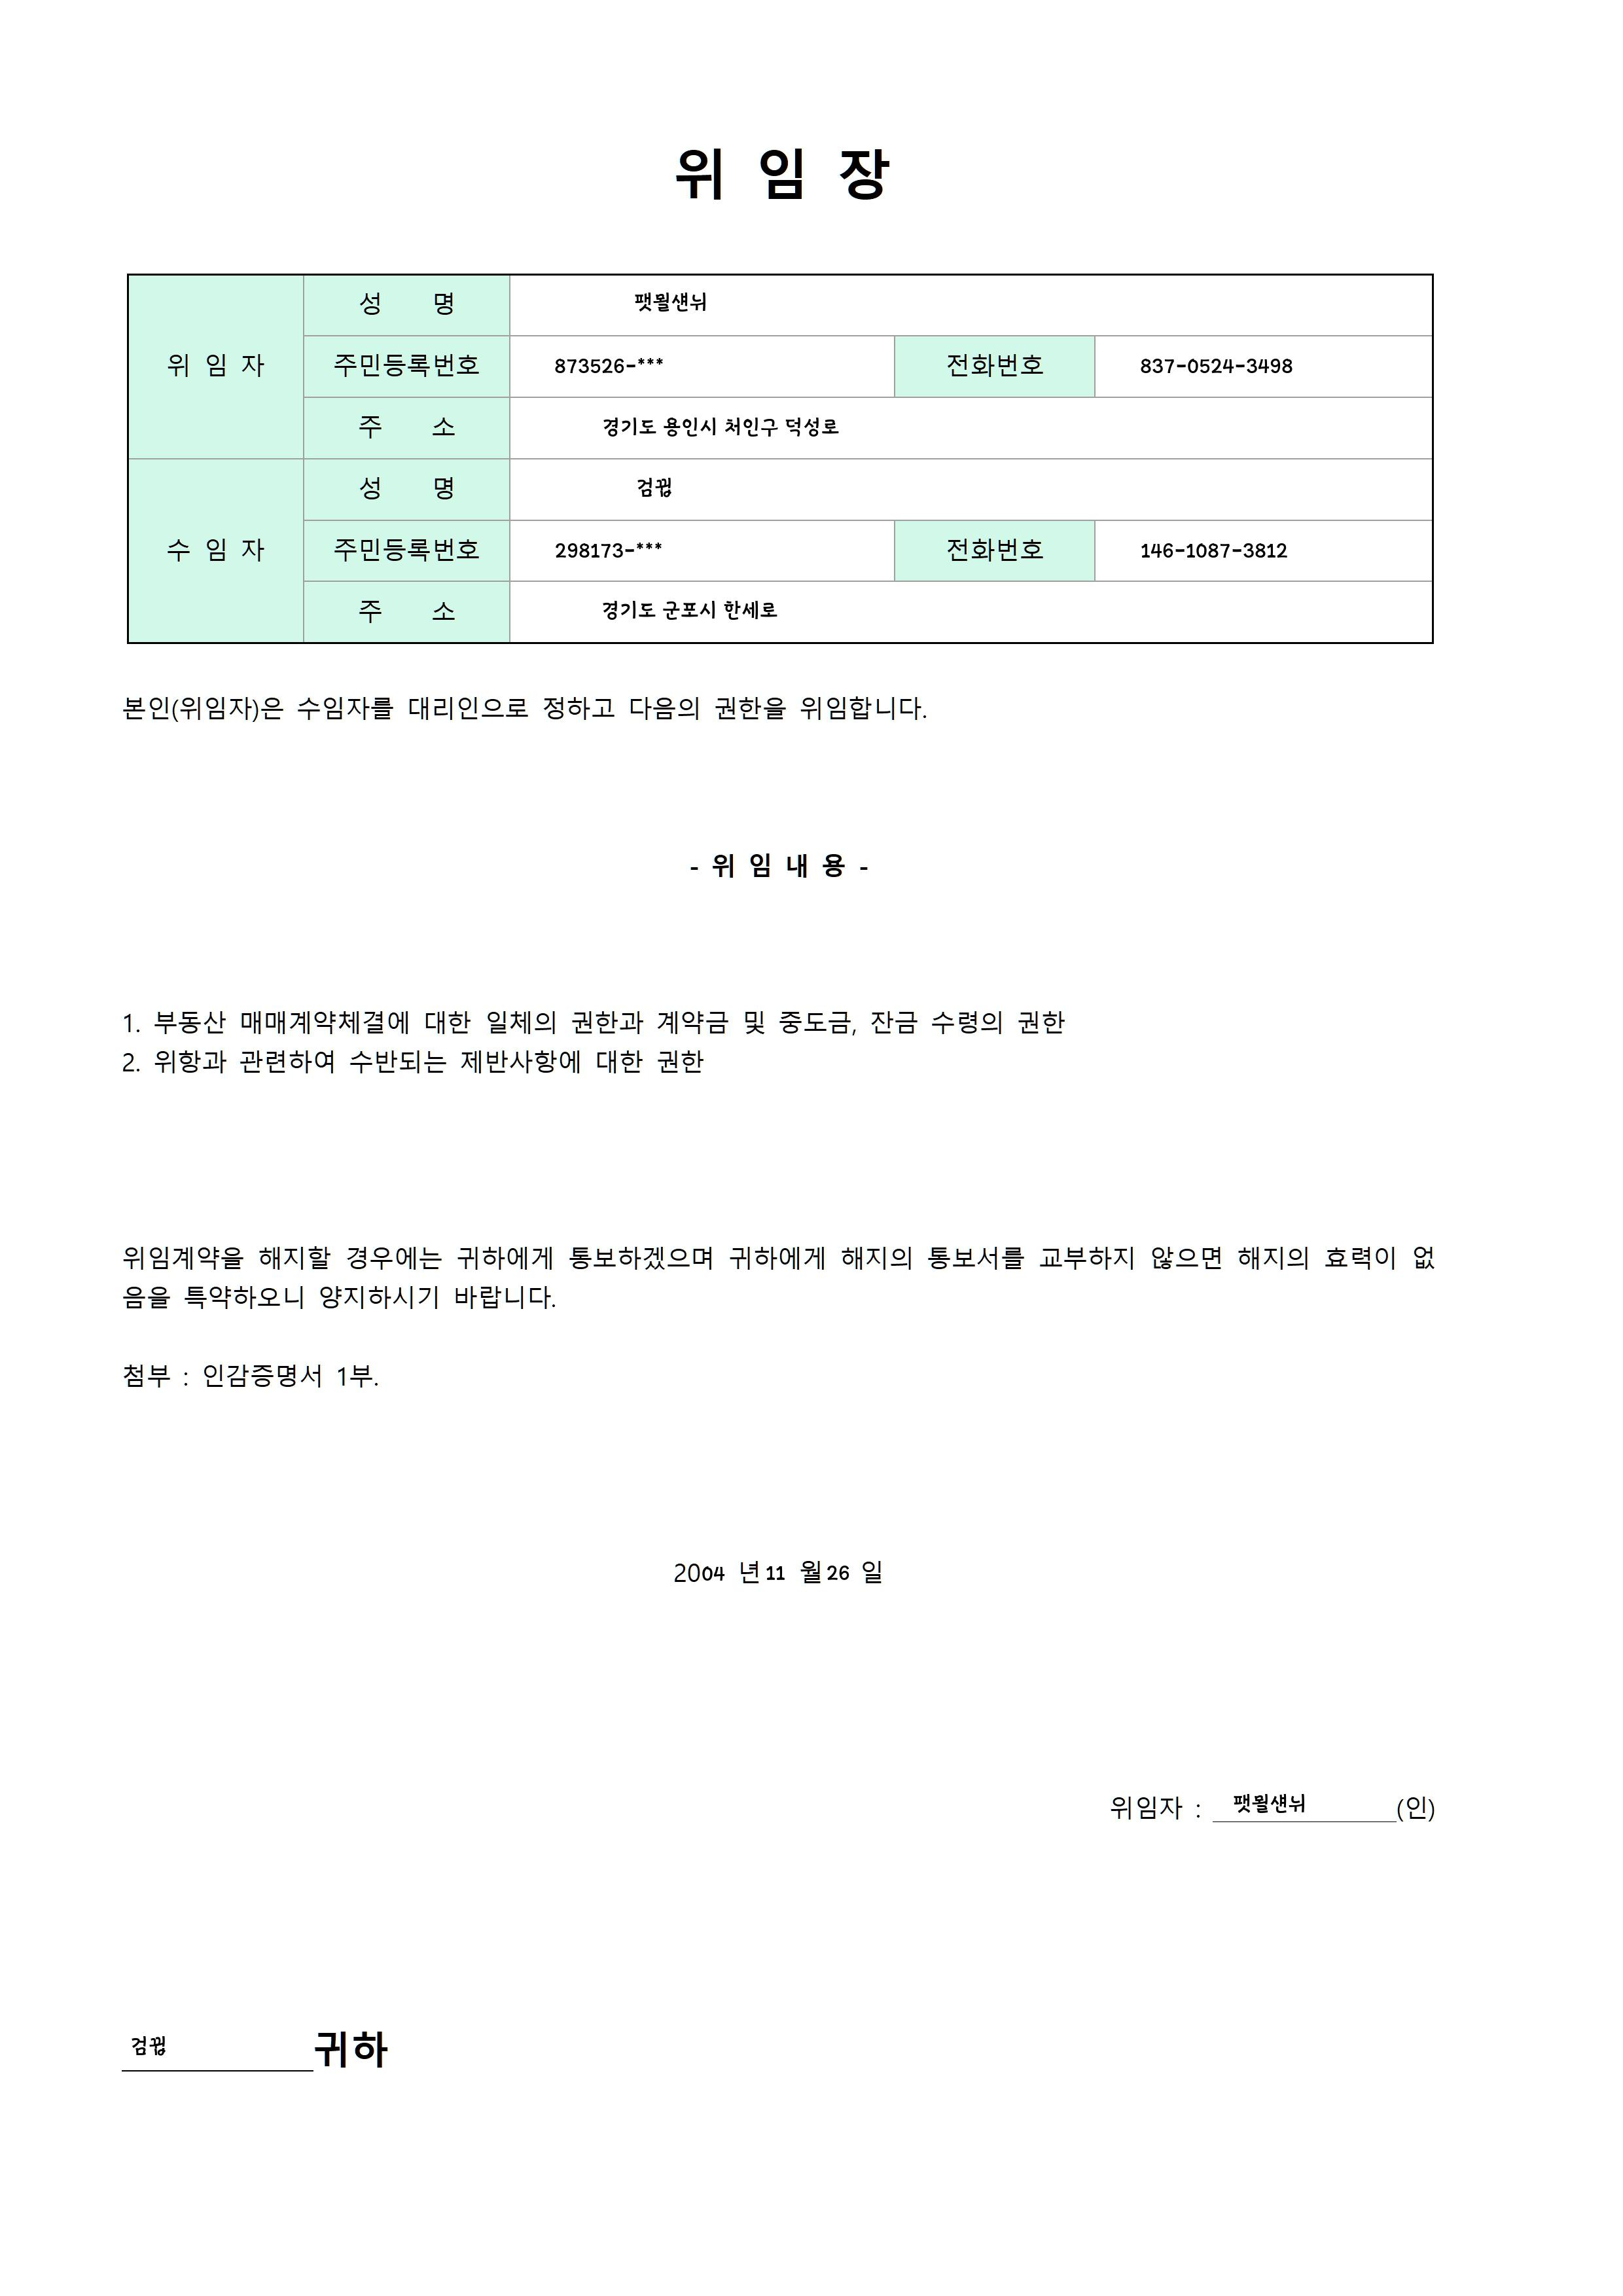 위 임 장
위 임 자
성 명
주민등록번호 873526-*** 전화번호 837-0524-3498
주 소 경기도 용인시 처인구 덕성로
수 임 자
성 명
주민등록번호 298173-*** 전화번호 146-1087-3812
주 소 경기도 군포시 한세로
본인(위임자)은 수임자를 대리인으로 정하고 다음의 권한을 위임합니다.
- 위 임 내 용 -
1. 부동산 매매계약체결에 대한 일체의 권한과 계약금 및 중도금, 잔금 수령의 권한
2. 위항과 관련하여 수반되는 제반사항에 대한 권한
위임계약을 해지할 경우에는 귀하에게 통보하겠으며 귀하에게 해지의 통보서를 교부하지 않으면 해지의 효력이 없
음을 특약하오니 양지하시기 바랍니다.
첨부 : 인감증명서 1부.
2004 년 11 월 26 일
위임자 : (인)
귀하